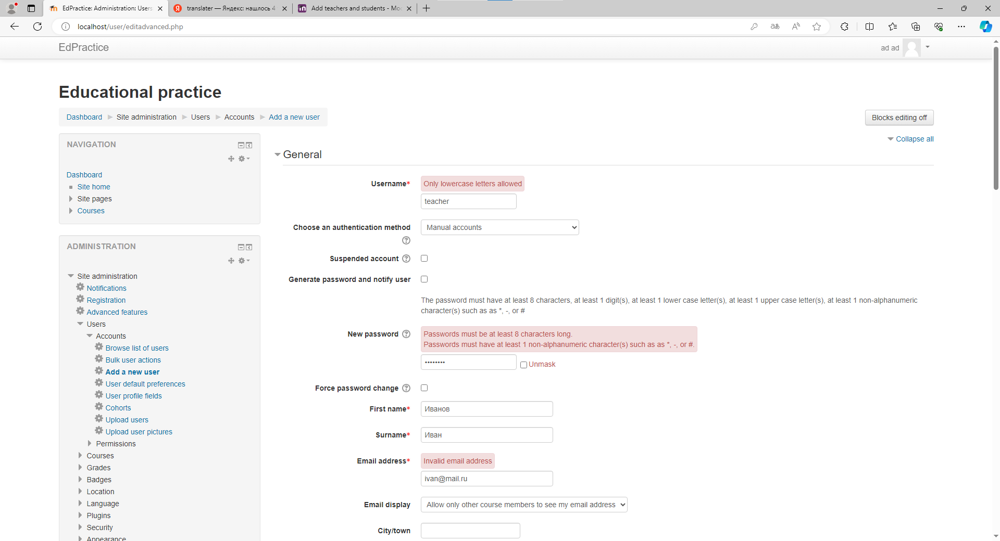 EdPractice: Administration: Users
translater — Яндекс: нашлось 4
Add teachers and students - Moo
localhost/user/editadvanced.php
EdPractice
ad ad
Educational practice
Dashboard Site administration Users Accounts Add a new user
Blocks editing off
NAVIGATION
Dashboard
Site home
Site pages
Courses
ADMINISTRATION
Site administration
Notifications
Registration
Advanced features
Users
Accounts
Browse list of users
Bulk user actions
Add a new user
User default preferences
User profile fields
Cohorts
Upload users
Upload user pictures
Permissions
Courses
Grades
Badges
Location
Language
Plugins
Security
Appearance
Collapse all
General
Username* Only lowercase letters allowed
teacher
Choose an authentication method Manual accounts
Suspended account
Generate password and notify user
The password must have at least 8 characters, at least 1 digit(s), at least 1 lower case letter(s), at least 1 upper case letter(s), at least 1 non-alphanumeric
character(s) such as as *, -, or #
New password Passwords must be at least 8 characters long.
Passwords must have at least 1 non-alphanumeric character(s) such as as *, -, or #.
•••••••• Unmask
Force password change
First name* Иванов
Surname* Иван
Email address* Invalid email address
ivan@mail.ru
Email display Allow only other course members to see my email address
City/town